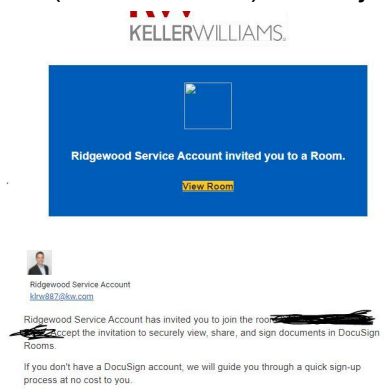 KELLERWILLIAMS.
Ridgewood Service Account invited you to a Room.
View Room
Ridgewood Service Account
klrw887@kw.com
Ridgewood Service Account has invited you to join the room
Accept the invitation to securely view, share, and sign documents in DocuSign
Rooms.
If you don't have a DocuSign account, we will guide you through a quick sign-up
process at no cost to you.